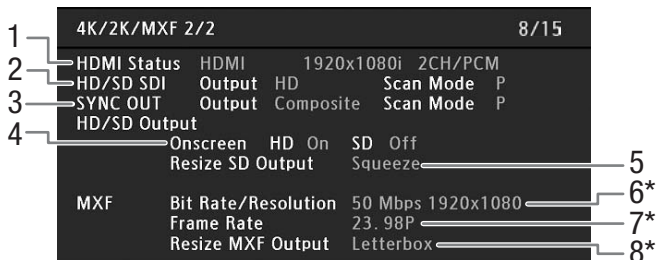 4K/2K/MXF 2/2 8/15
1 HDMI Status HDMI 1920x1080i 2CH/PCM
2 HD/SD SDI Output HD Scan Mode P
3 SYNC OUT Output Composite Scan Mode P
HD/SD Output
4 Onscreen HD On SD Off
Resize SD Output Squeeze 5
MXF Bit Rate/Resolution 50 Mbps 1920x1080 6*
Frame Rate 23.98P 7*
Resize MXF Output Letterbox 8*